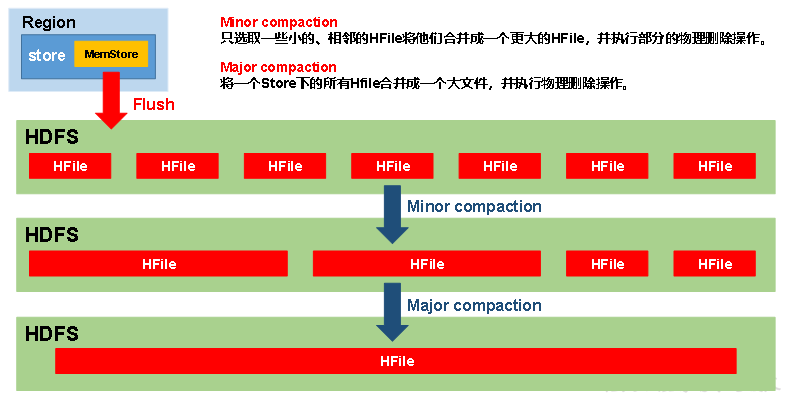 Region
store
MemStore
Flush
Minor compaction
只选取一些小的、相邻的HFile将他们合并成一个更大的HFile，并执行部分的物理删除操作。
Major compaction
将一个Store下的所有Hfile合并成一个大文件，并执行物理删除操作。
HDFS
HFile HFile HFile HFile HFile HFile HFile
Minor compaction
HDFS
HFile HFile HFile HFile
Major compaction
HDFS
HFile